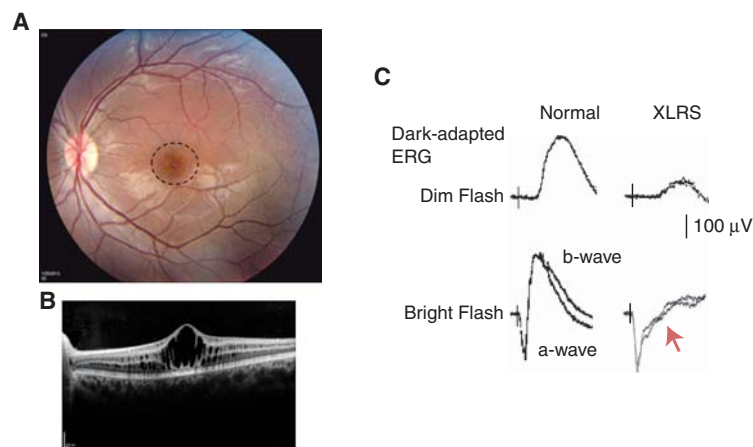 A
B
C
Normal
XLRS
Dark-adapted
ERG
Dim Flash
100 µV
b-wave
Bright Flash
a-wave